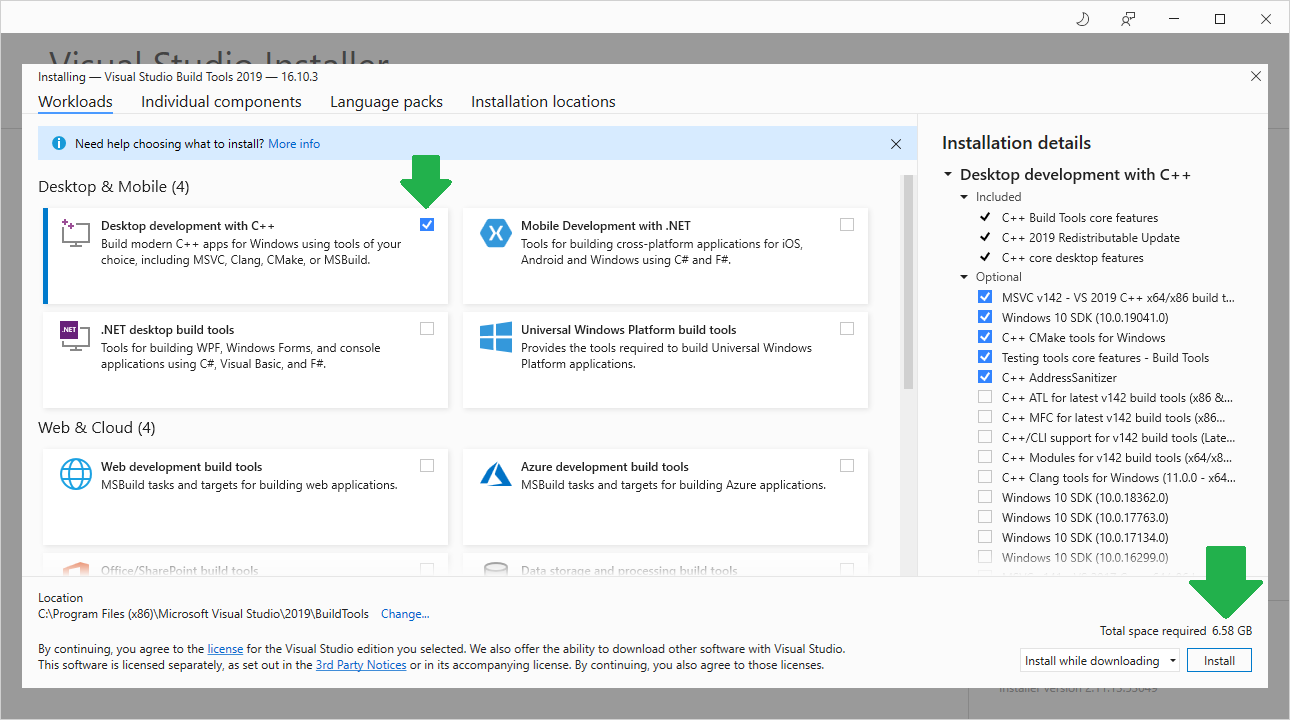 Visual Studio Installer
Installing — Visual Studio Build Tools 2019 — 16.10.3
Workloads
Individual components
Language packs
Installation locations
Need help choosing what to install? More info
Desktop & Mobile (4)
Desktop development with C++
Build modern C++ apps for Windows using tools of your
choice, including MSVC, Clang, CMake, or MSBuild.
Mobile Development with .NET
Tools for building cross-platform applications for iOS,
Android and Windows using C# and F#.
.NET
.NET desktop build tools
Tools for building WPF, Windows Forms, and console
applications using C#, Visual Basic, and F#.
Universal Windows Platform build tools
Provides the tools required to build Universal Windows
Platform applications.
Web & Cloud (4)
Web development build tools
MSBuild tasks and targets for building web applications.
Azure development build tools
MSBuild tasks and targets for building Azure applications.
Office/SharePoint build tools
Data storage and processing build tools
Installation details
Desktop development with C++
Included
C++ Build Tools core features
C++ 2019 Redistributable Update
C++ core desktop features
Optional
MSVC v142 - VS 2019 C++ x64/x86 build t...
Windows 10 SDK (10.0.19041.0)
C++ CMake tools for Windows
Testing tools core features - Build Tools
C++ AddressSanitizer
C++ ATL for latest v142 build tools (x86 &...
C++ MFC for latest v142 build tools (x86...
C++/CLI support for v142 build tools (Late...
C++ Modules for v142 build tools (x64/x8...
C++ Clang tools for Windows (11.0.0 - x64...
Windows 10 SDK (10.0.18362.0)
Windows 10 SDK (10.0.17763.0)
Windows 10 SDK (10.0.17134.0)
Windows 10 SDK (10.0.16299.0)
Location
C:\Program Files (x86)\Microsoft Visual Studio\2019\BuildTools Change...
By continuing, you agree to the license for the Visual Studio edition you selected. We also offer the ability to download other software with Visual Studio.
This software is licensed separately, as set out in the 3rd Party Notices or in its accompanying license. By continuing, you also agree to those licenses.
Total space required 6.58 GB
Install while downloading
Install
Installer version